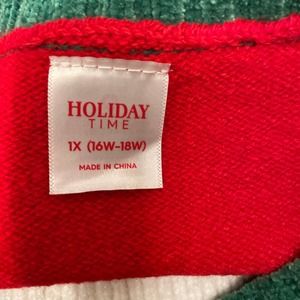 HOLIDAY
TIME
1X (16W-18W)
MADE IN CHINA